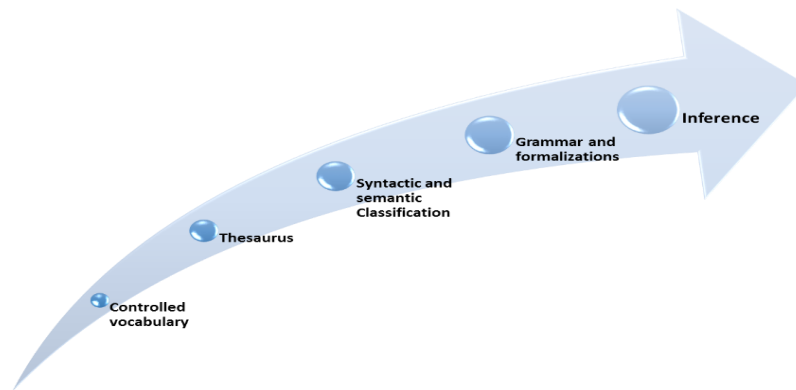 Inference
Grammar and
formalizations
Syntactic and
semantic
Classification
Thesaurus
Controlled
vocabulary